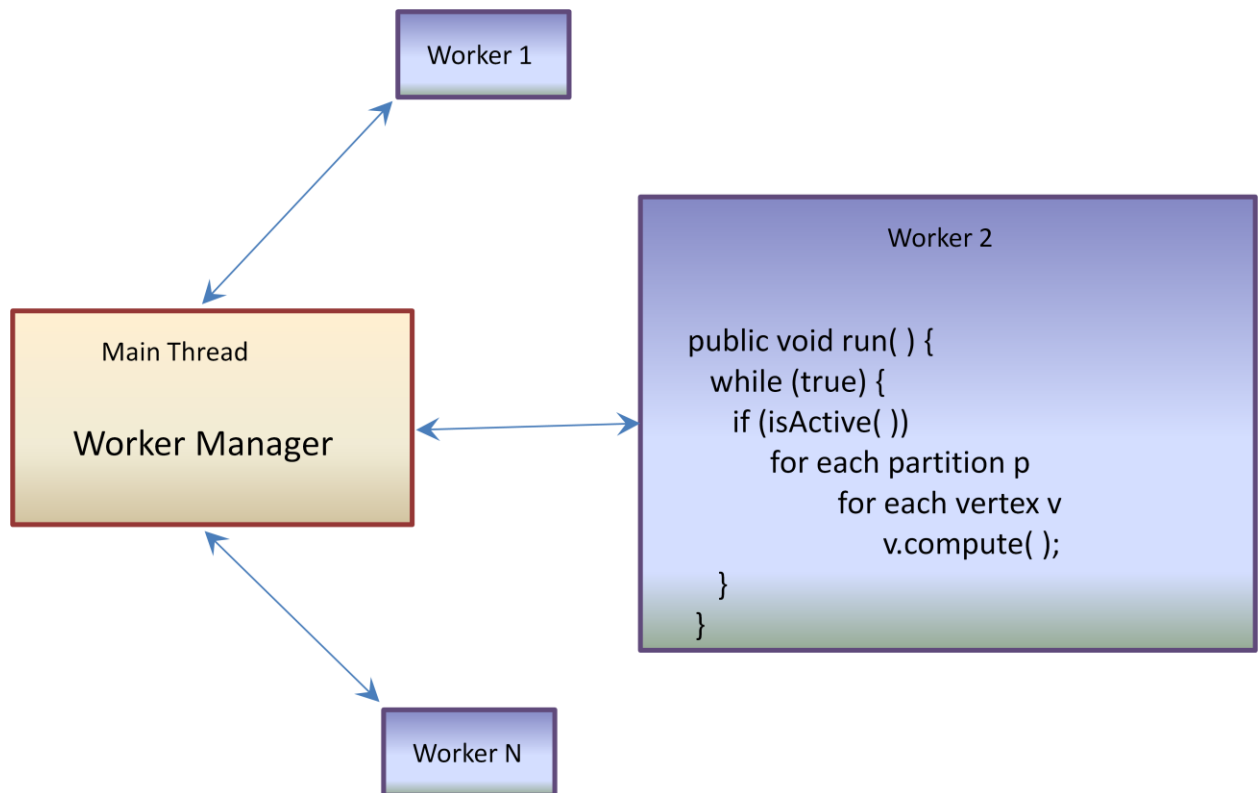 Worker 1
Worker 2
public void run( ) {
while (true) {
if (isActive( ))
for each partition p
for each vertex v
v.compute( );
}
}
Main Thread
Worker Manager
Worker N